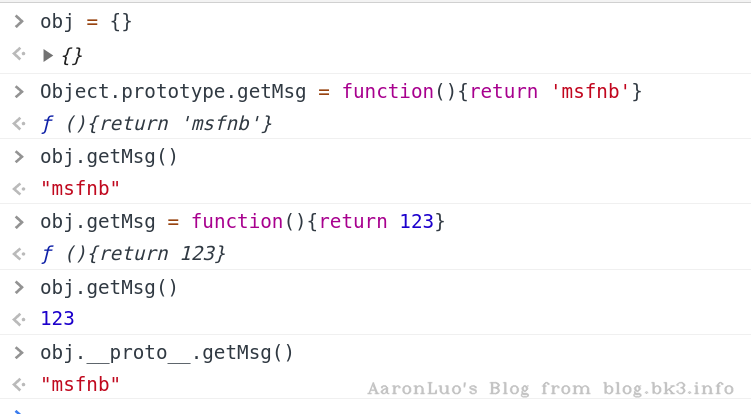 obj = {}
{}
Object.prototype.getMsg = function(){return 'msfnb'}
ƒ (){return 'msfnb'}
obj.getMsg()
"msfnb"
obj.getMsg = function(){return 123}
ƒ (){return 123}
obj.getMsg()
123
obj.__proto__.getMsg()
"msfnb"
AaronLuo's Blog from blog.bk3.info